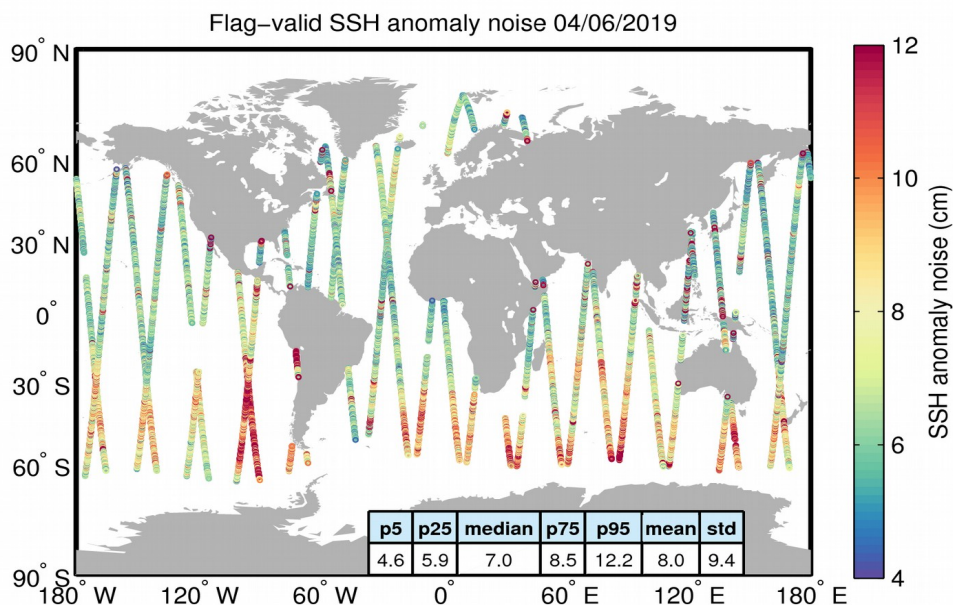 Flag−valid SSH anomaly noise 04/06/2019
90° N
60° N
30° N
0°
30° S
60° S
90° S
180° W
120° W
60° W
0°
60° E
120° E
180° E
p5 p25 median p75 p95 mean std
4.6 5.9 7.0 8.5 12.2 8.0 9.4
12
10
8
6
4
SSH anomaly noise (cm)